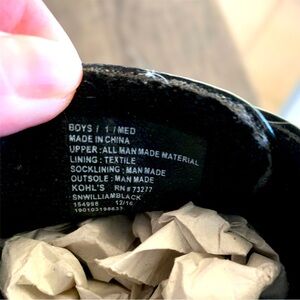 BOYS / 1 / MED
MADE IN CHINA
UPPER : ALL MAN MADE MATERIAL
LINING : TEXTILE
SOCKLINING : MAN MADE
OUTSOLE : MAN MADE
KOHL'S RN # 73277
SNWILLIAMBLACK
154998 12/16